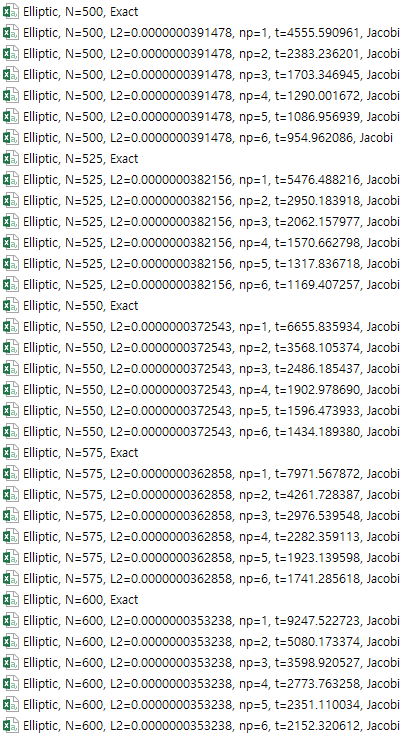 Elliptic, N=500, Exact
Elliptic, N=500, L2=0.0000000391478, np=1, t=4555.590961, Jacobi
Elliptic, N=500, L2=0.0000000391478, np=2, t=2383.236201, Jacobi
Elliptic, N=500, L2=0.0000000391478, np=3, t=1703.346945, Jacobi
Elliptic, N=500, L2=0.0000000391478, np=4, t=1290.001672, Jacobi
Elliptic, N=500, L2=0.0000000391478, np=5, t=1086.956939, Jacobi
Elliptic, N=500, L2=0.0000000391478, np=6, t=954.962086, Jacobi
Elliptic, N=525, Exact
Elliptic, N=525, L2=0.0000000382156, np=1, t=5476.488216, Jacobi
Elliptic, N=525, L2=0.0000000382156, np=2, t=2950.183918, Jacobi
Elliptic, N=525, L2=0.0000000382156, np=3, t=2062.157977, Jacobi
Elliptic, N=525, L2=0.0000000382156, np=4, t=1570.662798, Jacobi
Elliptic, N=525, L2=0.0000000382156, np=5, t=1317.836718, Jacobi
Elliptic, N=525, L2=0.0000000382156, np=6, t=1169.407257, Jacobi
Elliptic, N=550, Exact
Elliptic, N=550, L2=0.0000000372543, np=1, t=6655.835934, Jacobi
Elliptic, N=550, L2=0.0000000372543, np=2, t=3568.105374, Jacobi
Elliptic, N=550, L2=0.0000000372543, np=3, t=2486.185437, Jacobi
Elliptic, N=550, L2=0.0000000372543, np=4, t=1902.978690, Jacobi
Elliptic, N=550, L2=0.0000000372543, np=5, t=1596.473933, Jacobi
Elliptic, N=550, L2=0.0000000372543, np=6, t=1434.189380, Jacobi
Elliptic, N=575, Exact
Elliptic, N=575, L2=0.0000000362858, np=1, t=7971.567872, Jacobi
Elliptic, N=575, L2=0.0000000362858, np=2, t=4261.728387, Jacobi
Elliptic, N=575, L2=0.0000000362858, np=3, t=2976.539548, Jacobi
Elliptic, N=575, L2=0.0000000362858, np=4, t=2282.359113, Jacobi
Elliptic, N=575, L2=0.0000000362858, np=5, t=1923.139598, Jacobi
Elliptic, N=575, L2=0.0000000362858, np=6, t=1741.285618, Jacobi
Elliptic, N=600, Exact
Elliptic, N=600, L2=0.0000000353238, np=1, t=9247.522723, Jacobi
Elliptic, N=600, L2=0.0000000353238, np=2, t=5080.173374, Jacobi
Elliptic, N=600, L2=0.0000000353238, np=3, t=3598.920527, Jacobi
Elliptic, N=600, L2=0.0000000353238, np=4, t=2773.763258, Jacobi
Elliptic, N=600, L2=0.0000000353238, np=5, t=2351.110034, Jacobi
Elliptic, N=600, L2=0.0000000353238, np=6, t=2152.320612, Jacobi